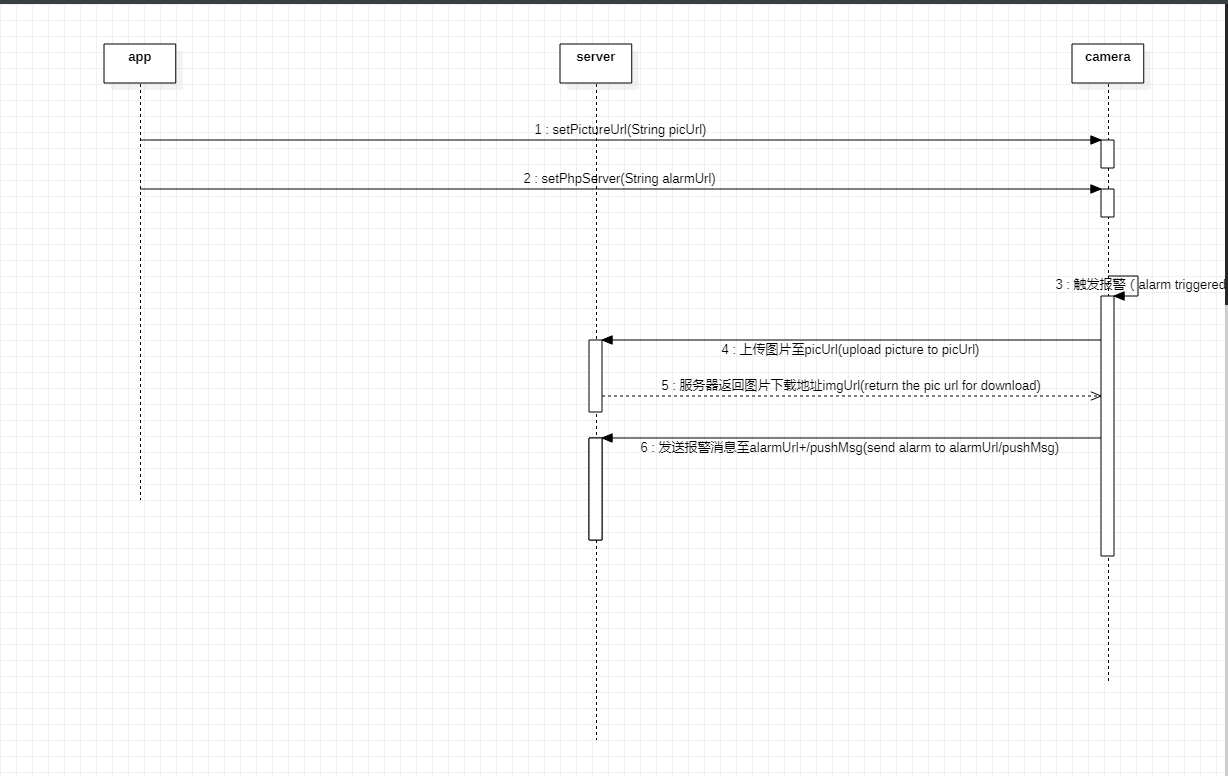 app
server
camera
1 : setPictureUrl(String picUrl)
2 : setPhpServer(String alarmUrl)
3 : 触发报警 ( alarm triggered
4 : 上传图片至picUrl(upload picture to picUrl)
5 : 服务器返回图片下载地址imgUrl(return the pic url for download)
6 : 发送报警消息至alarmUrl+/pushMsg(send alarm to alarmUrl/pushMsg)